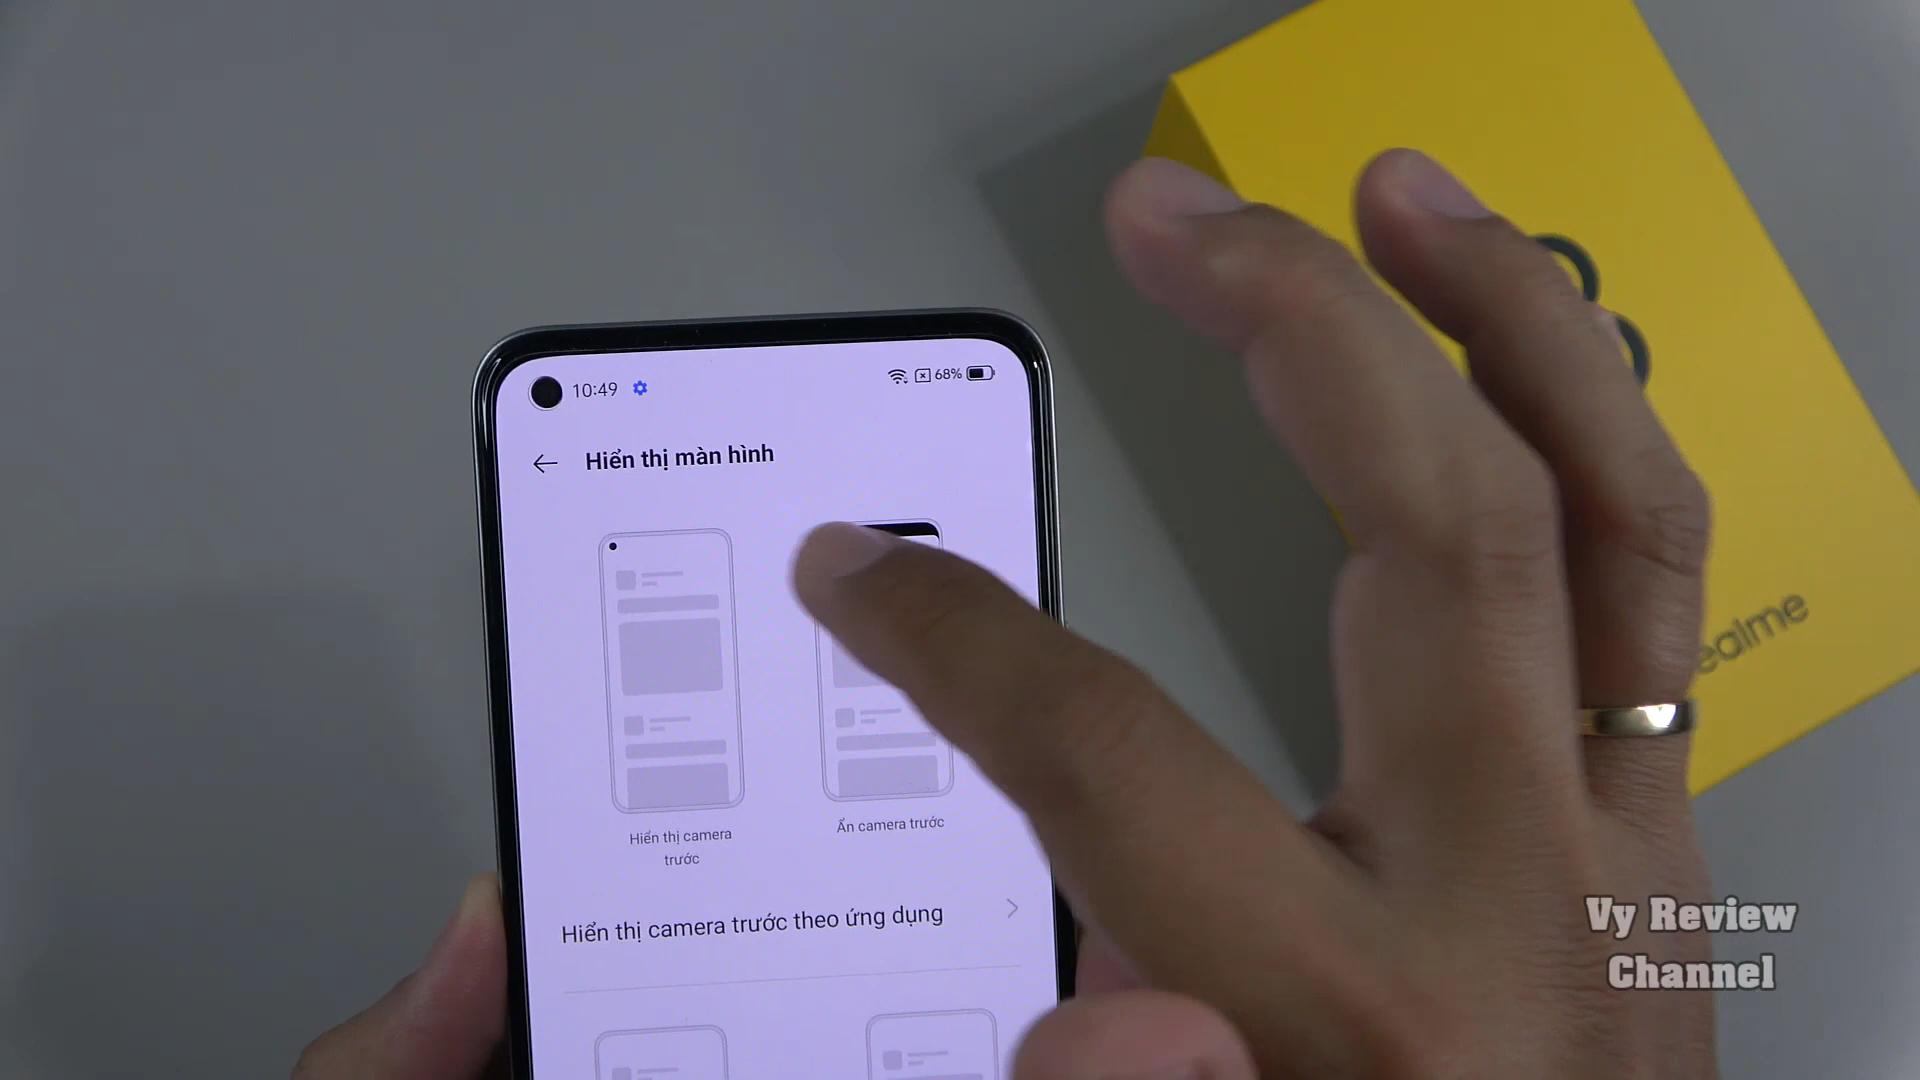 10:49
68%
Hiển thị màn hình
Hiển thị camera
trước
Ẩn camera trước
Hiển thị camera trước theo ứng dụng
realme
Vy Review
Channel